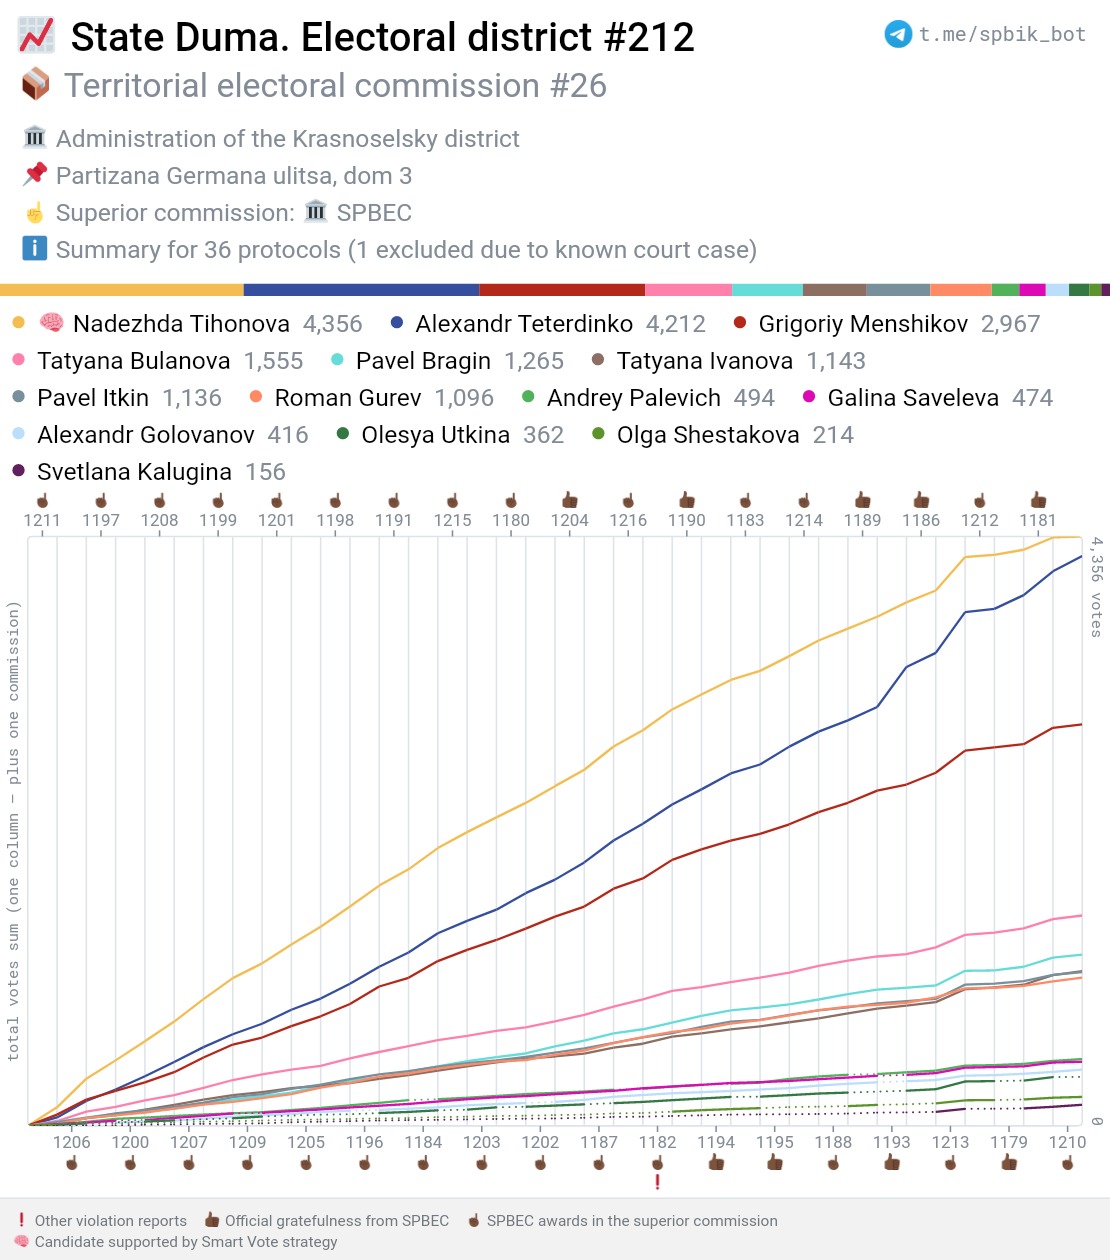 State Duma. Electoral district #212
t.me/spbik_bot
Territorial electoral commission #26
Administration of the Krasnoselsky district
Partizana Germana ulitsa, dom 3
Superior commission: SPBEC
Summary for 36 protocols (1 excluded due to known court case)
Nadezhda Tihonova 4,356 Alexandr Teterdinko 4,212 Grigoriy Menshikov 2,967
Tatyana Bulanova 1,555 Pavel Bragin 1,265 Tatyana Ivanova 1,143
Pavel Itkin 1,136 Roman Gurev 1,096 Andrey Palevich 494 Galina Saveleva 474
Alexandr Golovanov 416 Olesya Utkina 362 Olga Shestakova 214
Svetlana Kalugina 156
1211 1197 1208 1199 1201 1198 1191 1215 1180 1204 1216 1190 1183 1214 1189 1186 1212 1181
4,356 votes
total votes sum (one column – plus one commission)
0
1206 1200 1207 1209 1205 1196 1184 1203 1202 1187 1182 1194 1195 1188 1193 1213 1179 1210
Other violation reports Official gratefulness from SPBEC SPBEC awards in the superior commission
Candidate supported by Smart Vote strategy